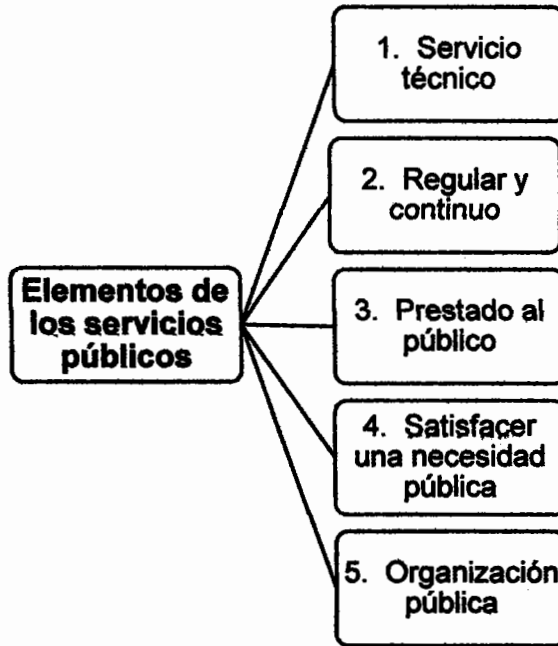 Elementos de
los servicios
públicos
1. Servicio
técnico
2. Regular y
continuo
3. Prestado al
público
4. Satisfacer
una necesidad
pública
5. Organización
pública